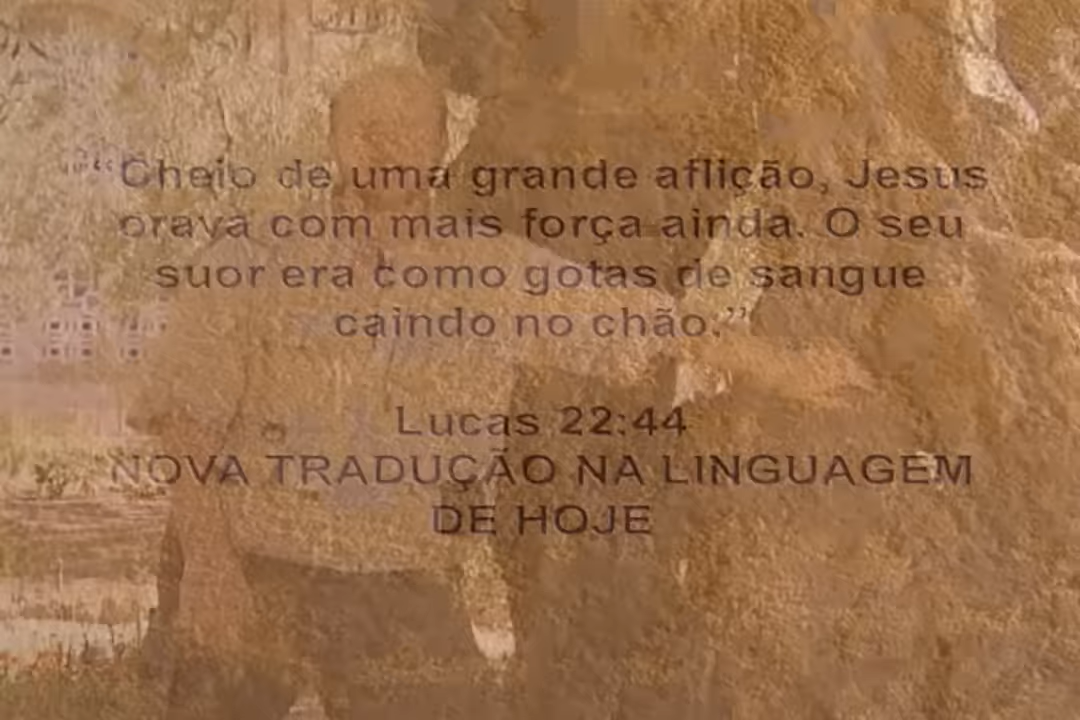 “Cheio de uma grande aflição, Jesus
orava com mais força ainda. O seu
suor era como gotas de sangue
caindo no chão.”
Lucas 22:44
NOVA TRADUÇÃO NA LINGUAGEM
DE HOJE